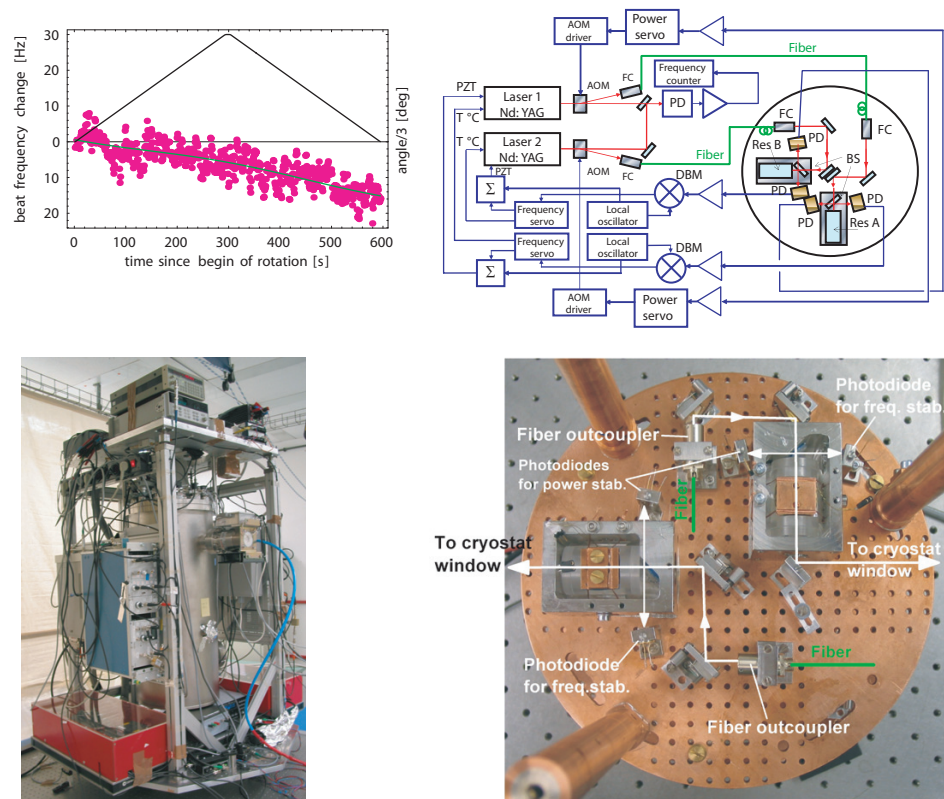 beat frequency change [Hz]
30
20
10
0
10
20
0
100
200
300
400
500
600
time since begin of rotation [s]
angle/3 [deg]
AOM
driver
Power
servo
Fiber
PZT
T °C
Laser 1
Nd: YAG
AOM
FC
Frequency
counter
PD
T °C
Laser 2
Nd: YAG
PZT
AOM
FC
Fiber
FC
FC
PD
Res B
BS
PD
PD
PD
Res A
Σ
Frequency
servo
Local
oscillator
DBM
Frequency
servo
Local
oscillator
DBM
Σ
AOM
driver
Power
servo
Photodiode
for freq. stab.
Fiber outcoupler
Photodiodes
for power stab.
Fiber
To cryostat
window
To cryostat
window
Photodiode
for freq.stab.
Fiber
Fiber outcoupler